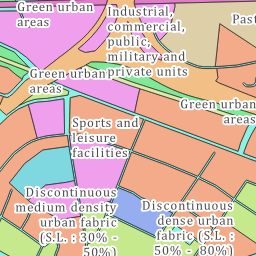 Green urban
areas
Industrial,
commercial,
public,
military and
private units
Past
Green urban
areas
Green urban
areas
Sports and
leisure
facilities
Discontinuous
medium density
urban fabric
(S.L. : 30% -
50%)
Discontinuous
dense urban
fabric (S.L. :
50% - 80%)